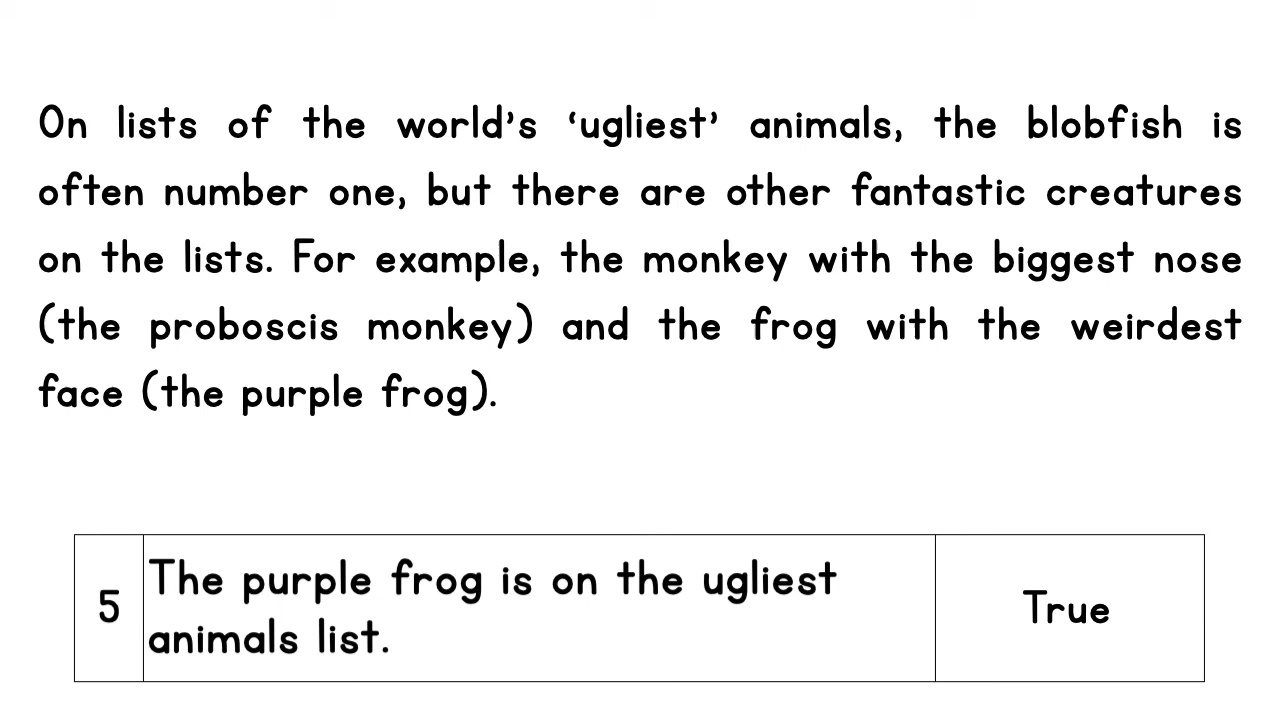 On lists of the world’s ‘ugliest’ animals, the blobfish is
often number one, but there are other fantastic creatures
on the lists. For example, the monkey with the biggest nose
(the proboscis monkey) and the frog with the weirdest
face (the purple frog).
5
The purple frog is on the ugliest
animals list.
True